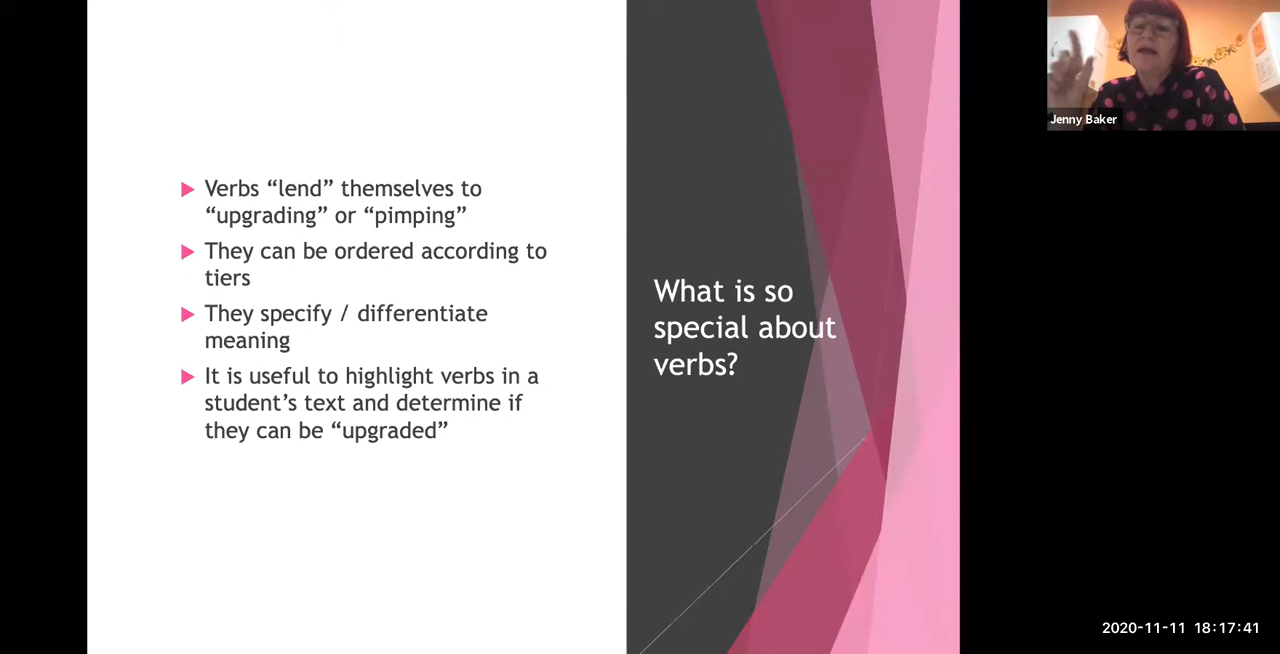 Verbs “lend” themselves to
“upgrading” or “pimping”
They can be ordered according to
tiers
They specify / differentiate
meaning
It is useful to highlight verbs in a
student’s text and determine if
they can be “upgraded”
What is so
special about
verbs?
Jenny Baker
2020-11-11 18:17:41